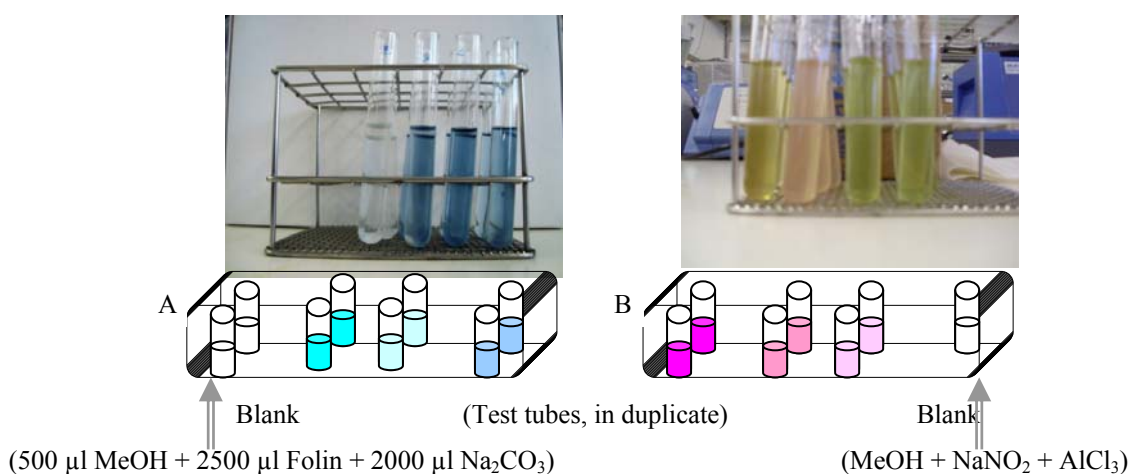 A
B
Blank
(Test tubes, in duplicate)
Blank
(500 µl MeOH + 2500 µl Folin + 2000 µl Na₂CO₃)
(MeOH + NaNO₂ + AlCl₃)